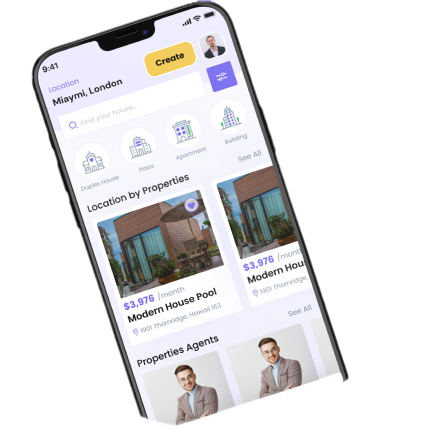 9:41
Location
Miaymi, London
Create
Find your house...
Duplex House
Plaza
Apartment
Building
Location by Properties
See All
$3,976 /month
Modern House Pool
1901 Thornridge, Hawaii 163
$3,976 /month
Modern Hou
1901 Thornridge,
Properties Agents
See All